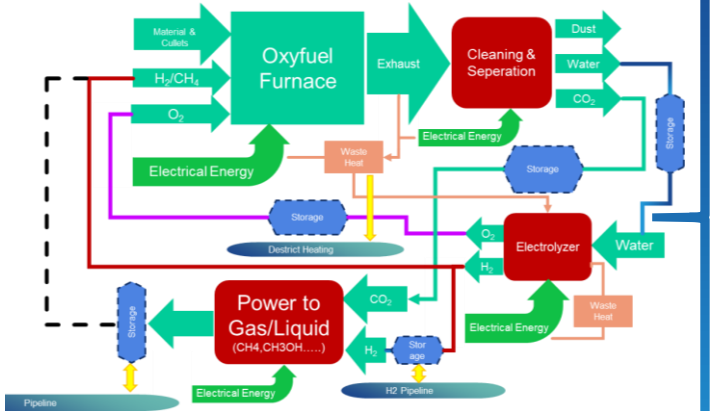 Material &
Cullets
Oxyfuel
Furnace
Exhaust
Cleaning &
Seperation
Dust
Water
CO2
H2/CH4
O2
Electrical Energy
Waste
Heat
Electrical Energy
Storage
Storage
Storage
Destrict Heating
O2
H2
Electrolyzer
Water
Electrical Energy
Waste
Heat
Storage
Power to
Gas/Liquid
(CH4,CH3OH.....)
CO2
H2
Stor
age
Electrical Energy
Pipeline
H2 Pipeline